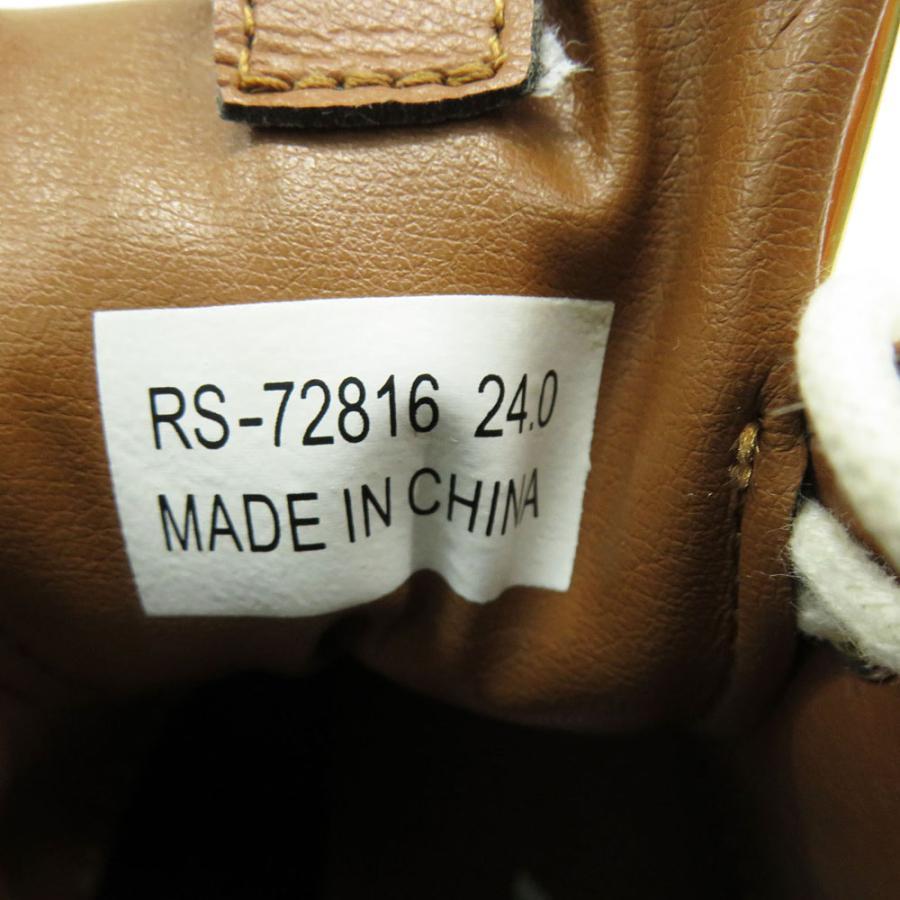 RS-72816 24.0
MADE IN CHINA